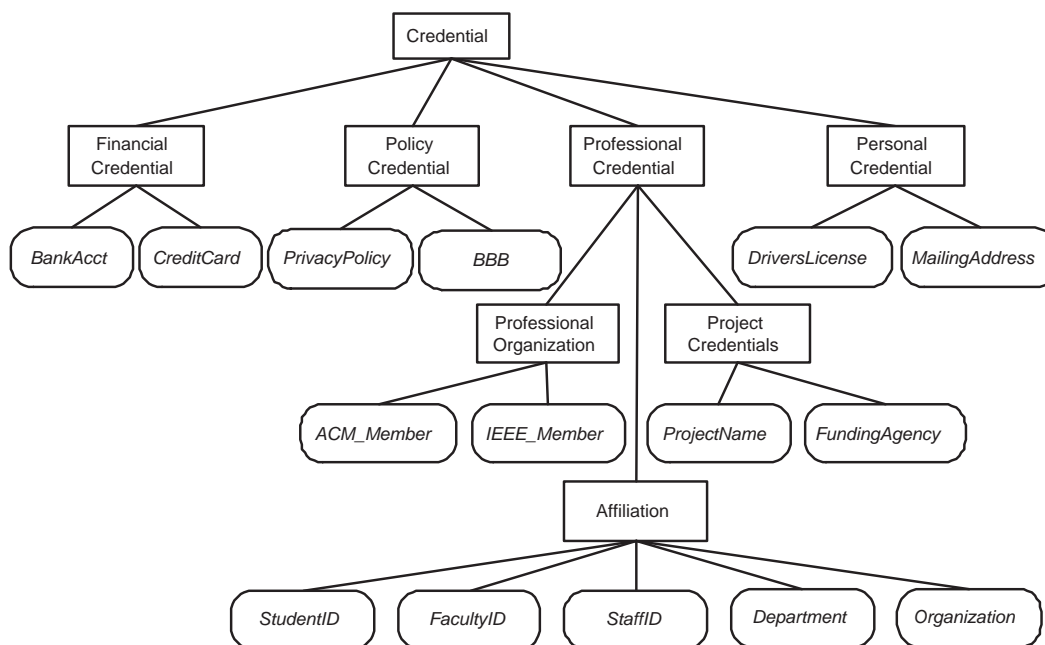 Credential
Financial
Credential
Policy
Credential
Professional
Credential
Personal
Credential
BankAcct
CreditCard
PrivacyPolicy
BBB
DriversLicense
MailingAddress
Professional
Organization
Project
Credentials
ACM_Member
IEEE_Member
ProjectName
FundingAgency
Affiliation
StudentID
FacultyID
StaffID
Department
Organization